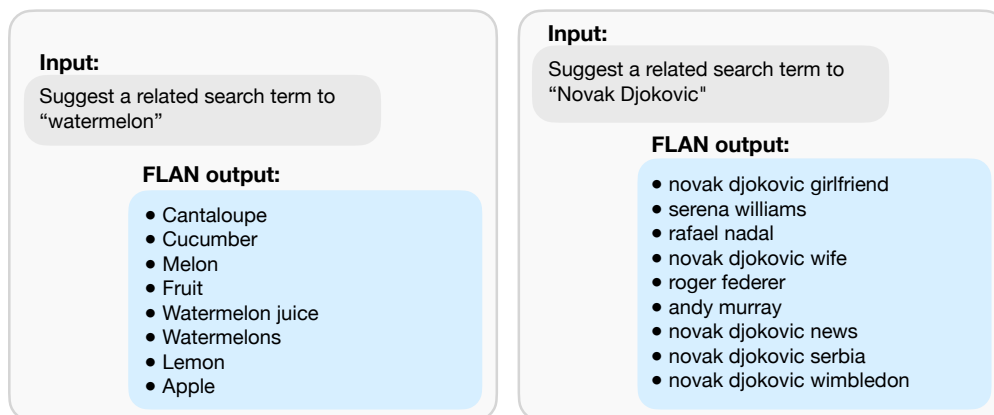 Input:
Suggest a related search term to
“watermelon”
FLAN output:
• Cantaloupe
• Cucumber
• Melon
• Fruit
• Watermelon juice
• Watermelons
• Lemon
• Apple
Input:
Suggest a related search term to
“Novak Djokovic"
FLAN output:
• novak djokovic girlfriend
• serena williams
• rafael nadal
• novak djokovic wife
• roger federer
• andy murray
• novak djokovic news
• novak djokovic serbia
• novak djokovic wimbledon